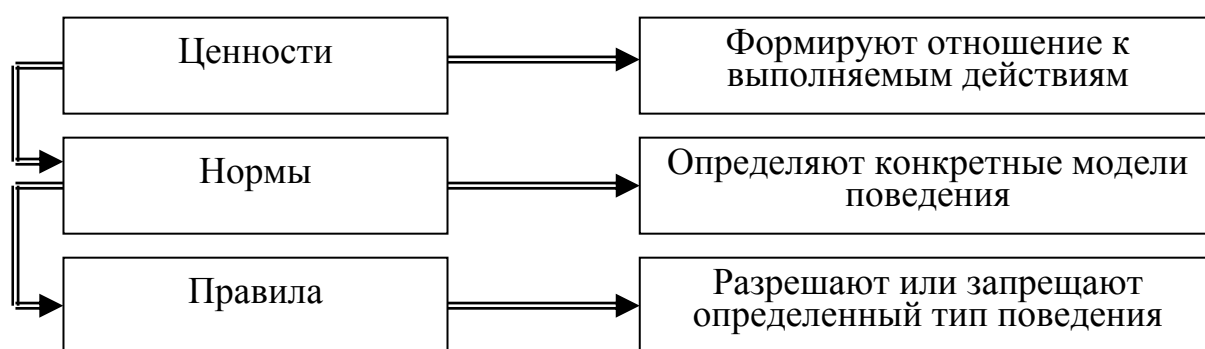 Ценности
Формируют отношение к
выполняемым действиям
Нормы
Определяют конкретные модели
поведения
Правила
Разрешают или запрещают
определенный тип поведения